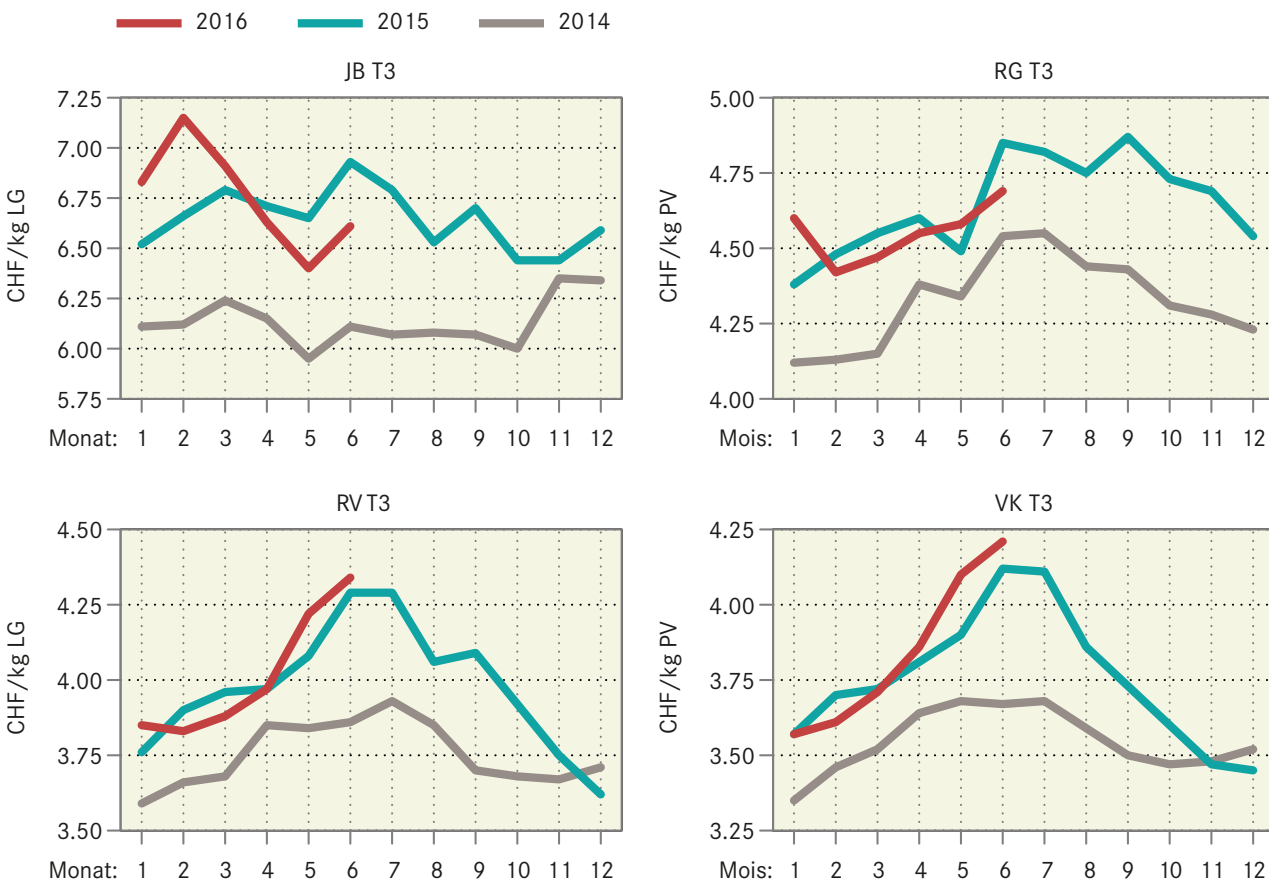 2016 2015 2014
JB T3
CHF/kg LG
7.25
7.00
6.75
6.50
6.25
6.00
5.75
Monat: 1 2 3 4 5 6 7 8 9 10 11 12
RG T3
CHF/kg PV
5.00
4.75
4.50
4.25
4.00
Mois: 1 2 3 4 5 6 7 8 9 10 11 12
RV T3
CHF/kg LG
4.50
4.25
4.00
3.75
3.50
Monat: 1 2 3 4 5 6 7 8 9 10 11 12
VK T3
CHF/kg PV
4.25
4.00
3.75
3.50
3.25
Mois: 1 2 3 4 5 6 7 8 9 10 11 12